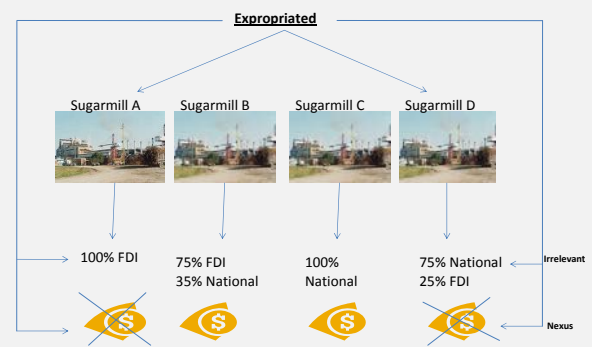 Expropriated
Sugarmill A Sugarmill B Sugarmill C Sugarmill D
100% FDI
75% FDI
35% National
100%
National
75% National
25% FDI
Irrelevant
$ $ $ $
Nexus